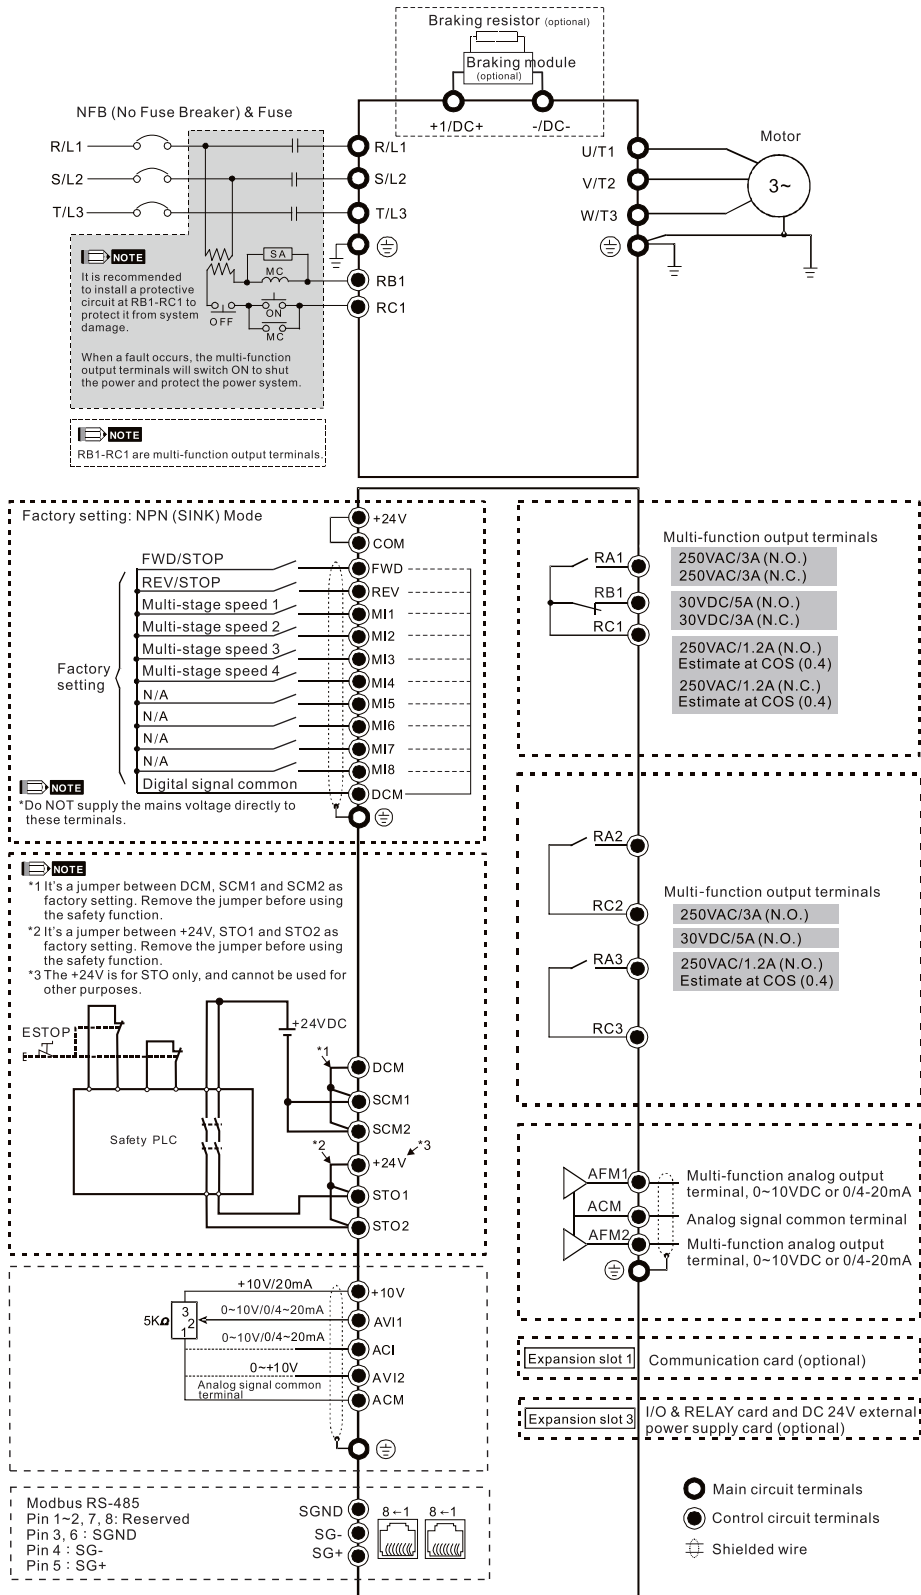 Braking resistor (optional)
Braking module
(optional)
+1/DC+
-/DC-
NFB (No Fuse Breaker) & Fuse
R/L1
R/L1
S/L2
S/L2
T/L3
T/L3
U/T1
V/T2
W/T3
Motor
3~
NOTE
It is recommended
to install a protective
circuit at RB1-RC1 to
protect it from system
damage.
SA
MC
OFF
ON
MC
RB1
RC1
When a fault occurs, the multi-function
output terminals will switch ON to shut
the power and protect the power system.
NOTE
RB1-RC1 are multi-function output terminals.
Factory setting: NPN (SINK) Mode
+24V
COM
FWD/STOP
FWD
REV/STOP
REV
Multi-stage speed 1
MI1
Multi-stage speed 2
MI2
Multi-stage speed 3
MI3
Multi-stage speed 4
MI4
N/A
MI5
N/A
MI6
N/A
MI7
N/A
MI8
Digital signal common
DCM
Factory
setting
NOTE
*Do NOT supply the mains voltage directly to
these terminals.
RA1
RB1
RC1
Multi-function output terminals
250VAC/3A (N.O.)
250VAC/3A (N.C.)
30VDC/5A (N.O.)
30VDC/3A (N.C.)
250VAC/1.2A (N.O.)
Estimate at COS (0.4)
250VAC/1.2A (N.C.)
Estimate at COS (0.4)
RA2
RC2
RA3
RC3
Multi-function output terminals
250VAC/3A (N.O.)
30VDC/5A (N.O.)
250VAC/1.2A (N.O.)
Estimate at COS (0.4)
NOTE
*1 It's a jumper between DCM, SCM1 and SCM2 as
factory setting. Remove the jumper before using
the safety function.
*2 It's a jumper between +24V, STO1 and STO2 as
factory setting. Remove the jumper before using
the safety function.
*3 The +24V is for STO only, and cannot be used for
other purposes.
ESTOP
+24VDC
Safety PLC
*1
DCM
SCM1
SCM2
*2
+24V
*3
STO1
STO2
AFM1
ACM
AFM2
Multi-function analog output
terminal, 0~10VDC or 0/4-20mA
Analog signal common terminal
Multi-function analog output
terminal, 0~10VDC or 0/4-20mA
+10V/20mA
+10V
5KΩ
3
2
1
0~10V/0/4~20mA
AVI1
0~10V/0/4~20mA
ACI
0~+10V
AVI2
Analog signal common
terminal
ACM
Expansion slot 1
Communication card (optional)
Expansion slot 3
I/O & RELAY card and DC 24V external
power supply card (optional)
Modbus RS-485
Pin 1~2, 7, 8: Reserved
Pin 3, 6 : SGND
Pin 4 : SG-
Pin 5 : SG+
SGND
SG-
SG+
8←1
8←1
Main circuit terminals
Control circuit terminals
Shielded wire